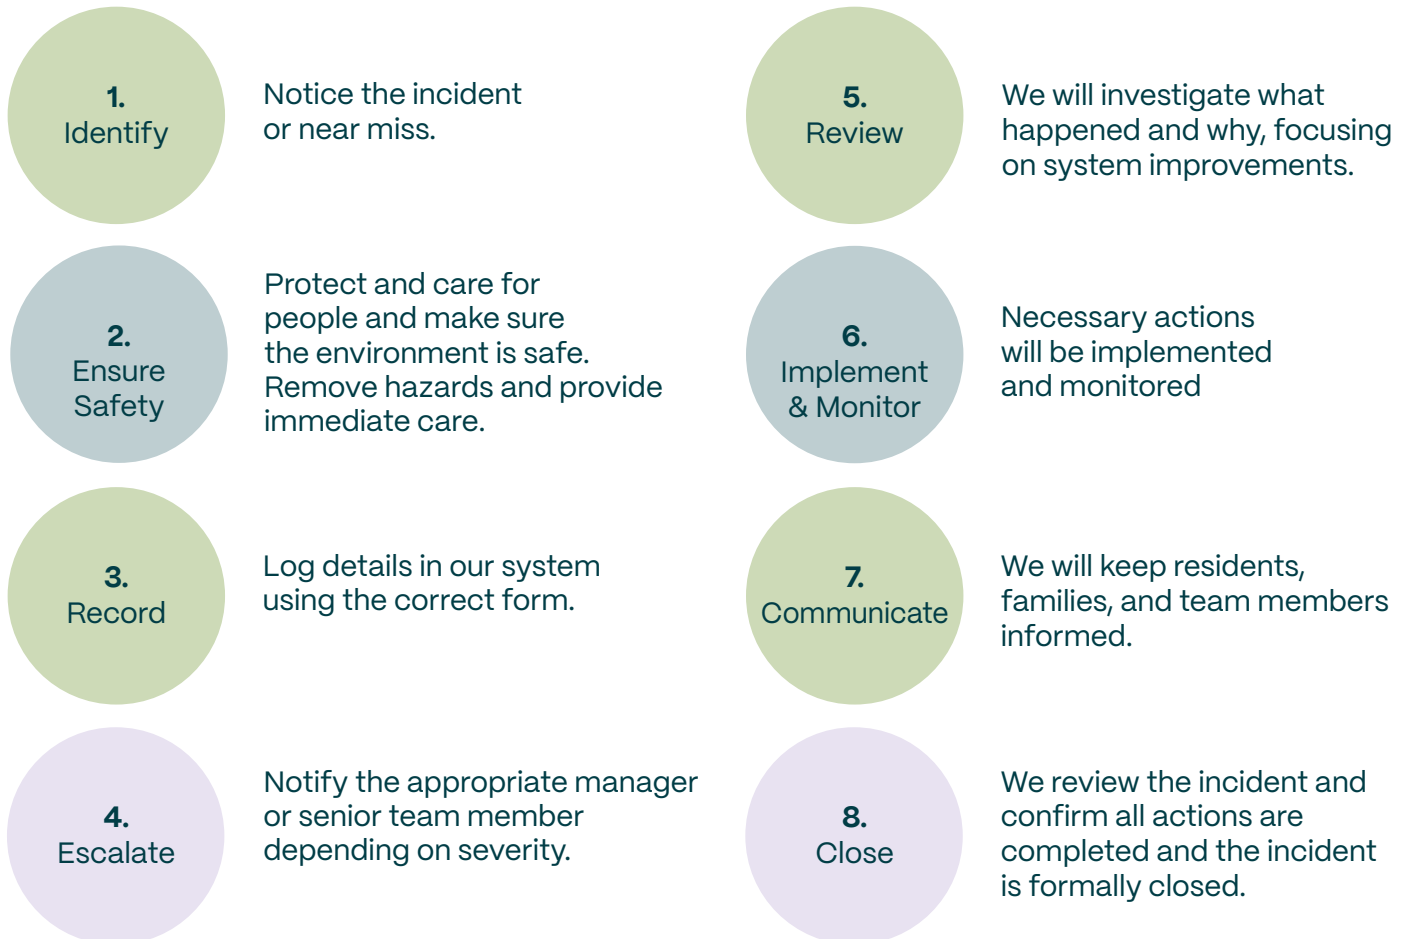 1.
Identify
Notice the incident
or near miss.
2.
Ensure
Safety
Protect and care for
people and make sure
the environment is safe.
Remove hazards and provide
immediate care.
3.
Record
Log details in our system
using the correct form.
4.
Escalate
Notify the appropriate manager
or senior team member
depending on severity.
5.
Review
We will investigate what
happened and why, focusing
on system improvements.
6.
Implement
& Monitor
Necessary actions
will be implemented
and monitored
7.
Communicate
We will keep residents,
families, and team members
informed.
8.
Close
We review the incident and
confirm all actions are
completed and the incident
is formally closed.